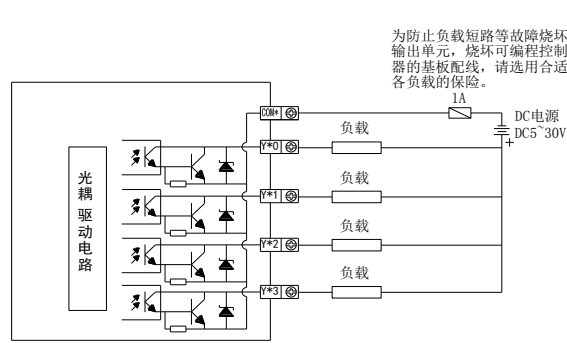 为防止负载短路等故障烧坏
输出单元，烧坏可编程控制
器的基板配线，请选用合适
各负载的保险。
1A
COM*
DC电源
DC5~30V
+
负载
Y*0
负载
Y*1
负载
Y*2
负载
Y*3
光耦 驱动电路